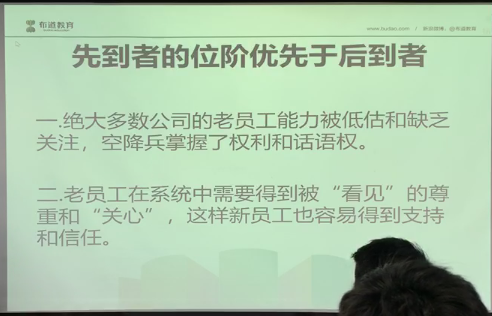 布道教育
www.budao.com / 新浪微博：@布道教育
先到者的位阶优先于后到者
一.绝大多数公司的老员工能力被低估和缺乏
关注，空降兵掌握了权利和话语权。
二.老员工在系统中需要得到被“看见”的尊
重和“关心”，这样新员工也容易得到支持
和信任。